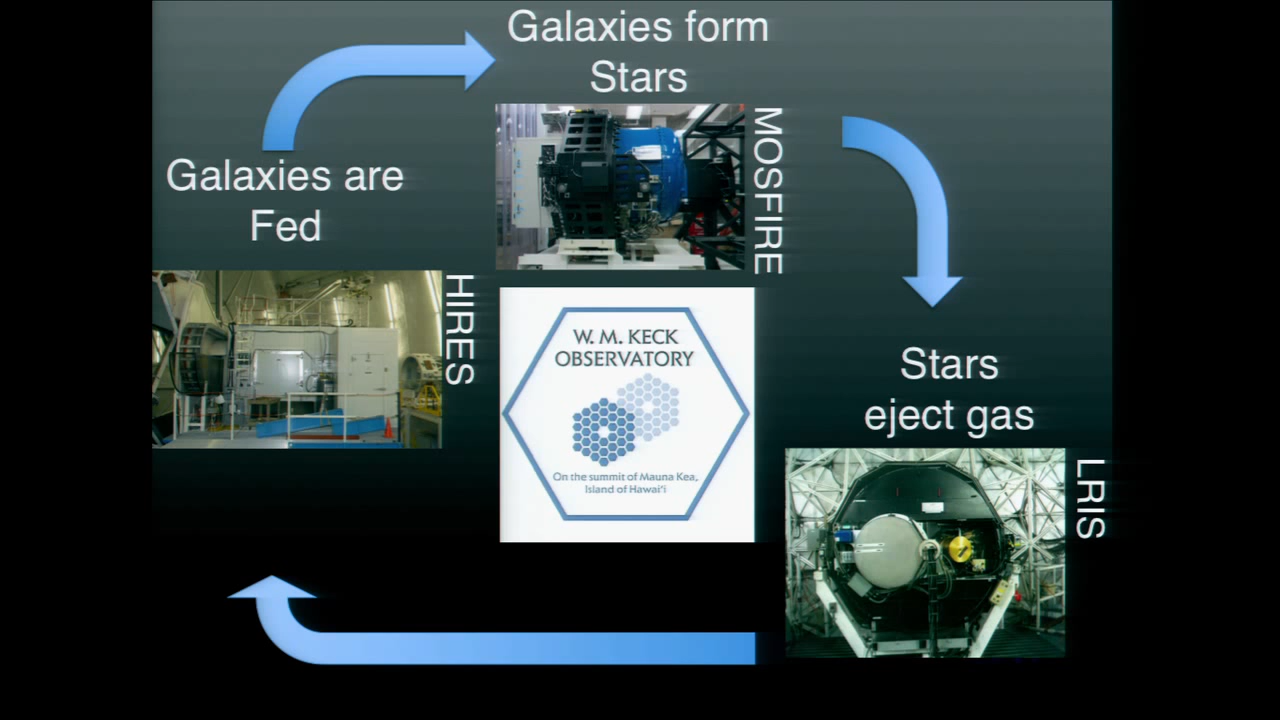 Galaxies form
Stars
MOSFIRE
Galaxies are
Fed
HIRES
W. M. KECK
OBSERVATORY
On the summit of Mauna Kea,
Island of Hawai‘i
Stars
eject gas
LRIS